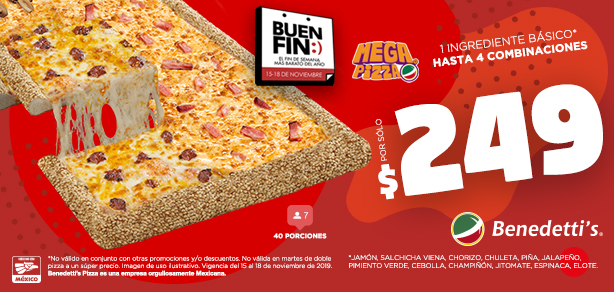 BUEN
FIN:)
EL FIN DE SEMANA
MÁS BARATO DEL AÑO
15-18 DE NOVIEMBRE
MEGA
PIZZA
1 INGREDIENTE BÁSICO*
HASTA 4 COMBINACIONES
POR SÓLO
$249
Benedetti's®
7
40 PORCIONES
HECHO EN
MÉXICO
*No válido en conjunto con otras promociones y/o descuentos. No válida en martes de doble
pizza a un súper precio. Imagen de uso ilustrativo. Vigencia del 15 al 18 de noviembre de 2019.
Benedetti's Pizza es una empresa orgullosamente Mexicana.
*JAMÓN, SALCHICHA VIENA, CHORIZO, CHULETA, PIÑA, JALAPEÑO,
PIMIENTO VERDE, CEBOLLA, CHAMPIÑÓN, JITOMATE, ESPINACA, ELOTE.